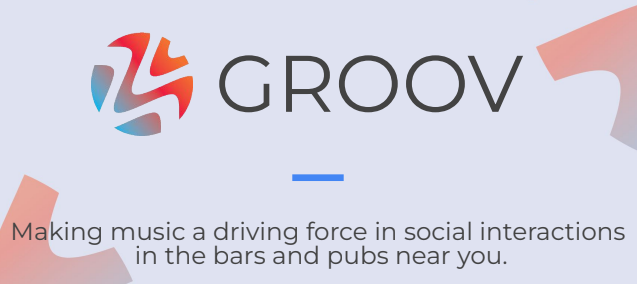 GROOV
Making music a driving force in social interactions
in the bars and pubs near you.